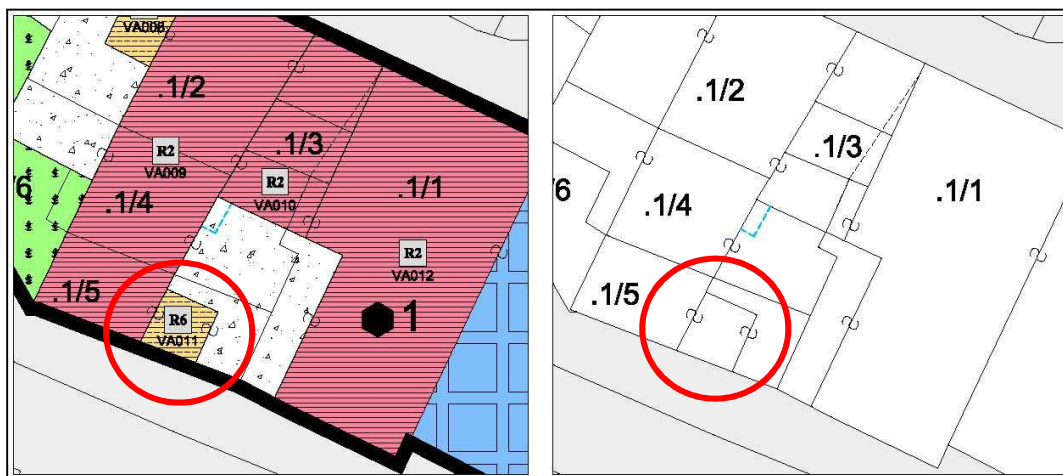 VA008
.1/2
R2
VA009
.1/3
R2
VA010
.1/1
/6
.1/4
R2
VA012
.1/5
R6
VA011
1
.1/2
.1/3
.1/1
/6
.1/4
.1/5